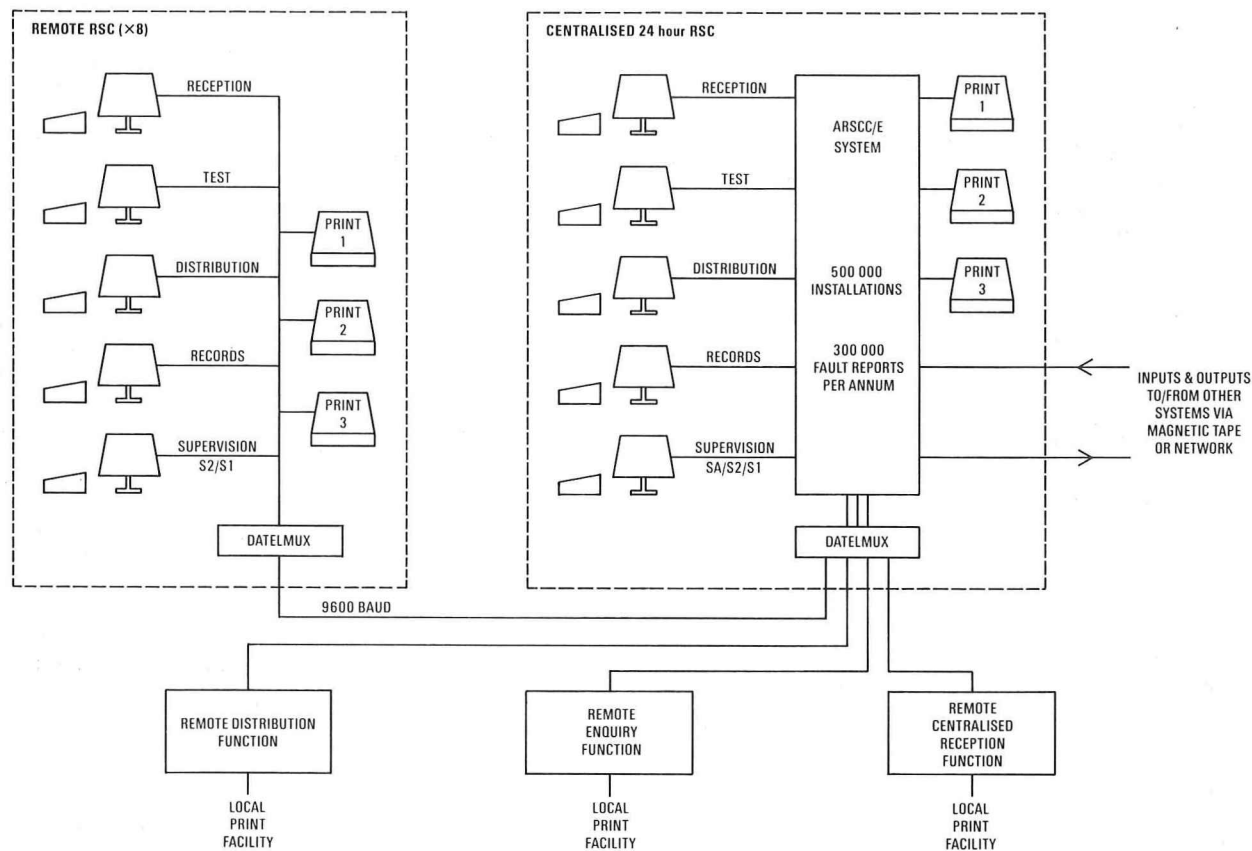 REMOTE RSC (×8)
RECEPTION
TEST
PRINT
1
DISTRIBUTION
PRINT
2
RECORDS
PRINT
3
SUPERVISION
S2/S1
DATELMUX
9600 BAUD
CENTRALISED 24 hour RSC
RECEPTION
TEST
DISTRIBUTION
RECORDS
SUPERVISION
SA/S2/S1
ARSCC/E
SYSTEM
500 000
INSTALLATIONS
300 000
FAULT REPORTS
PER ANNUM
PRINT
1
PRINT
2
PRINT
3
INPUTS & OUTPUTS
TO/FROM OTHER
SYSTEMS VIA
MAGNETIC TAPE
OR NETWORK
DATELMUX
REMOTE DISTRIBUTION
FUNCTION
LOCAL
PRINT
FACILITY
REMOTE
ENQUIRY
FUNCTION
LOCAL
PRINT
FACILITY
REMOTE
CENTRALISED
RECEPTION
FUNCTION
LOCAL
PRINT
FACILITY